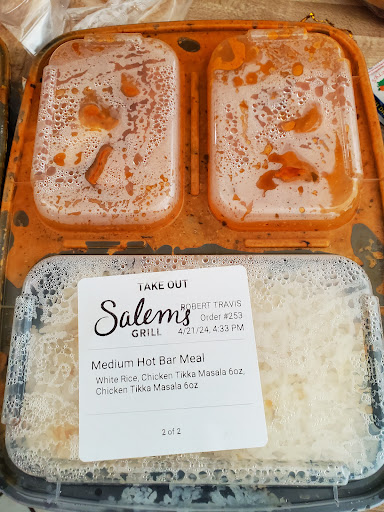 TAKE OUT
Salem's
GRILL
ROBERT TRAVIS
Order #253
4/21/24, 4:33 PM
Medium Hot Bar Meal
White Rice, Chicken Tikka Masala 6oz,
Chicken Tikka Masala 6oz
2 of 2